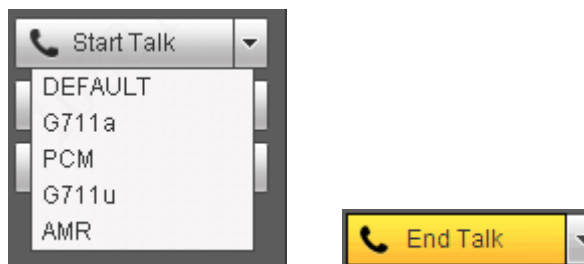 Start Talk
DEFAULT
G711a
PCM
G711u
AMR
End Talk